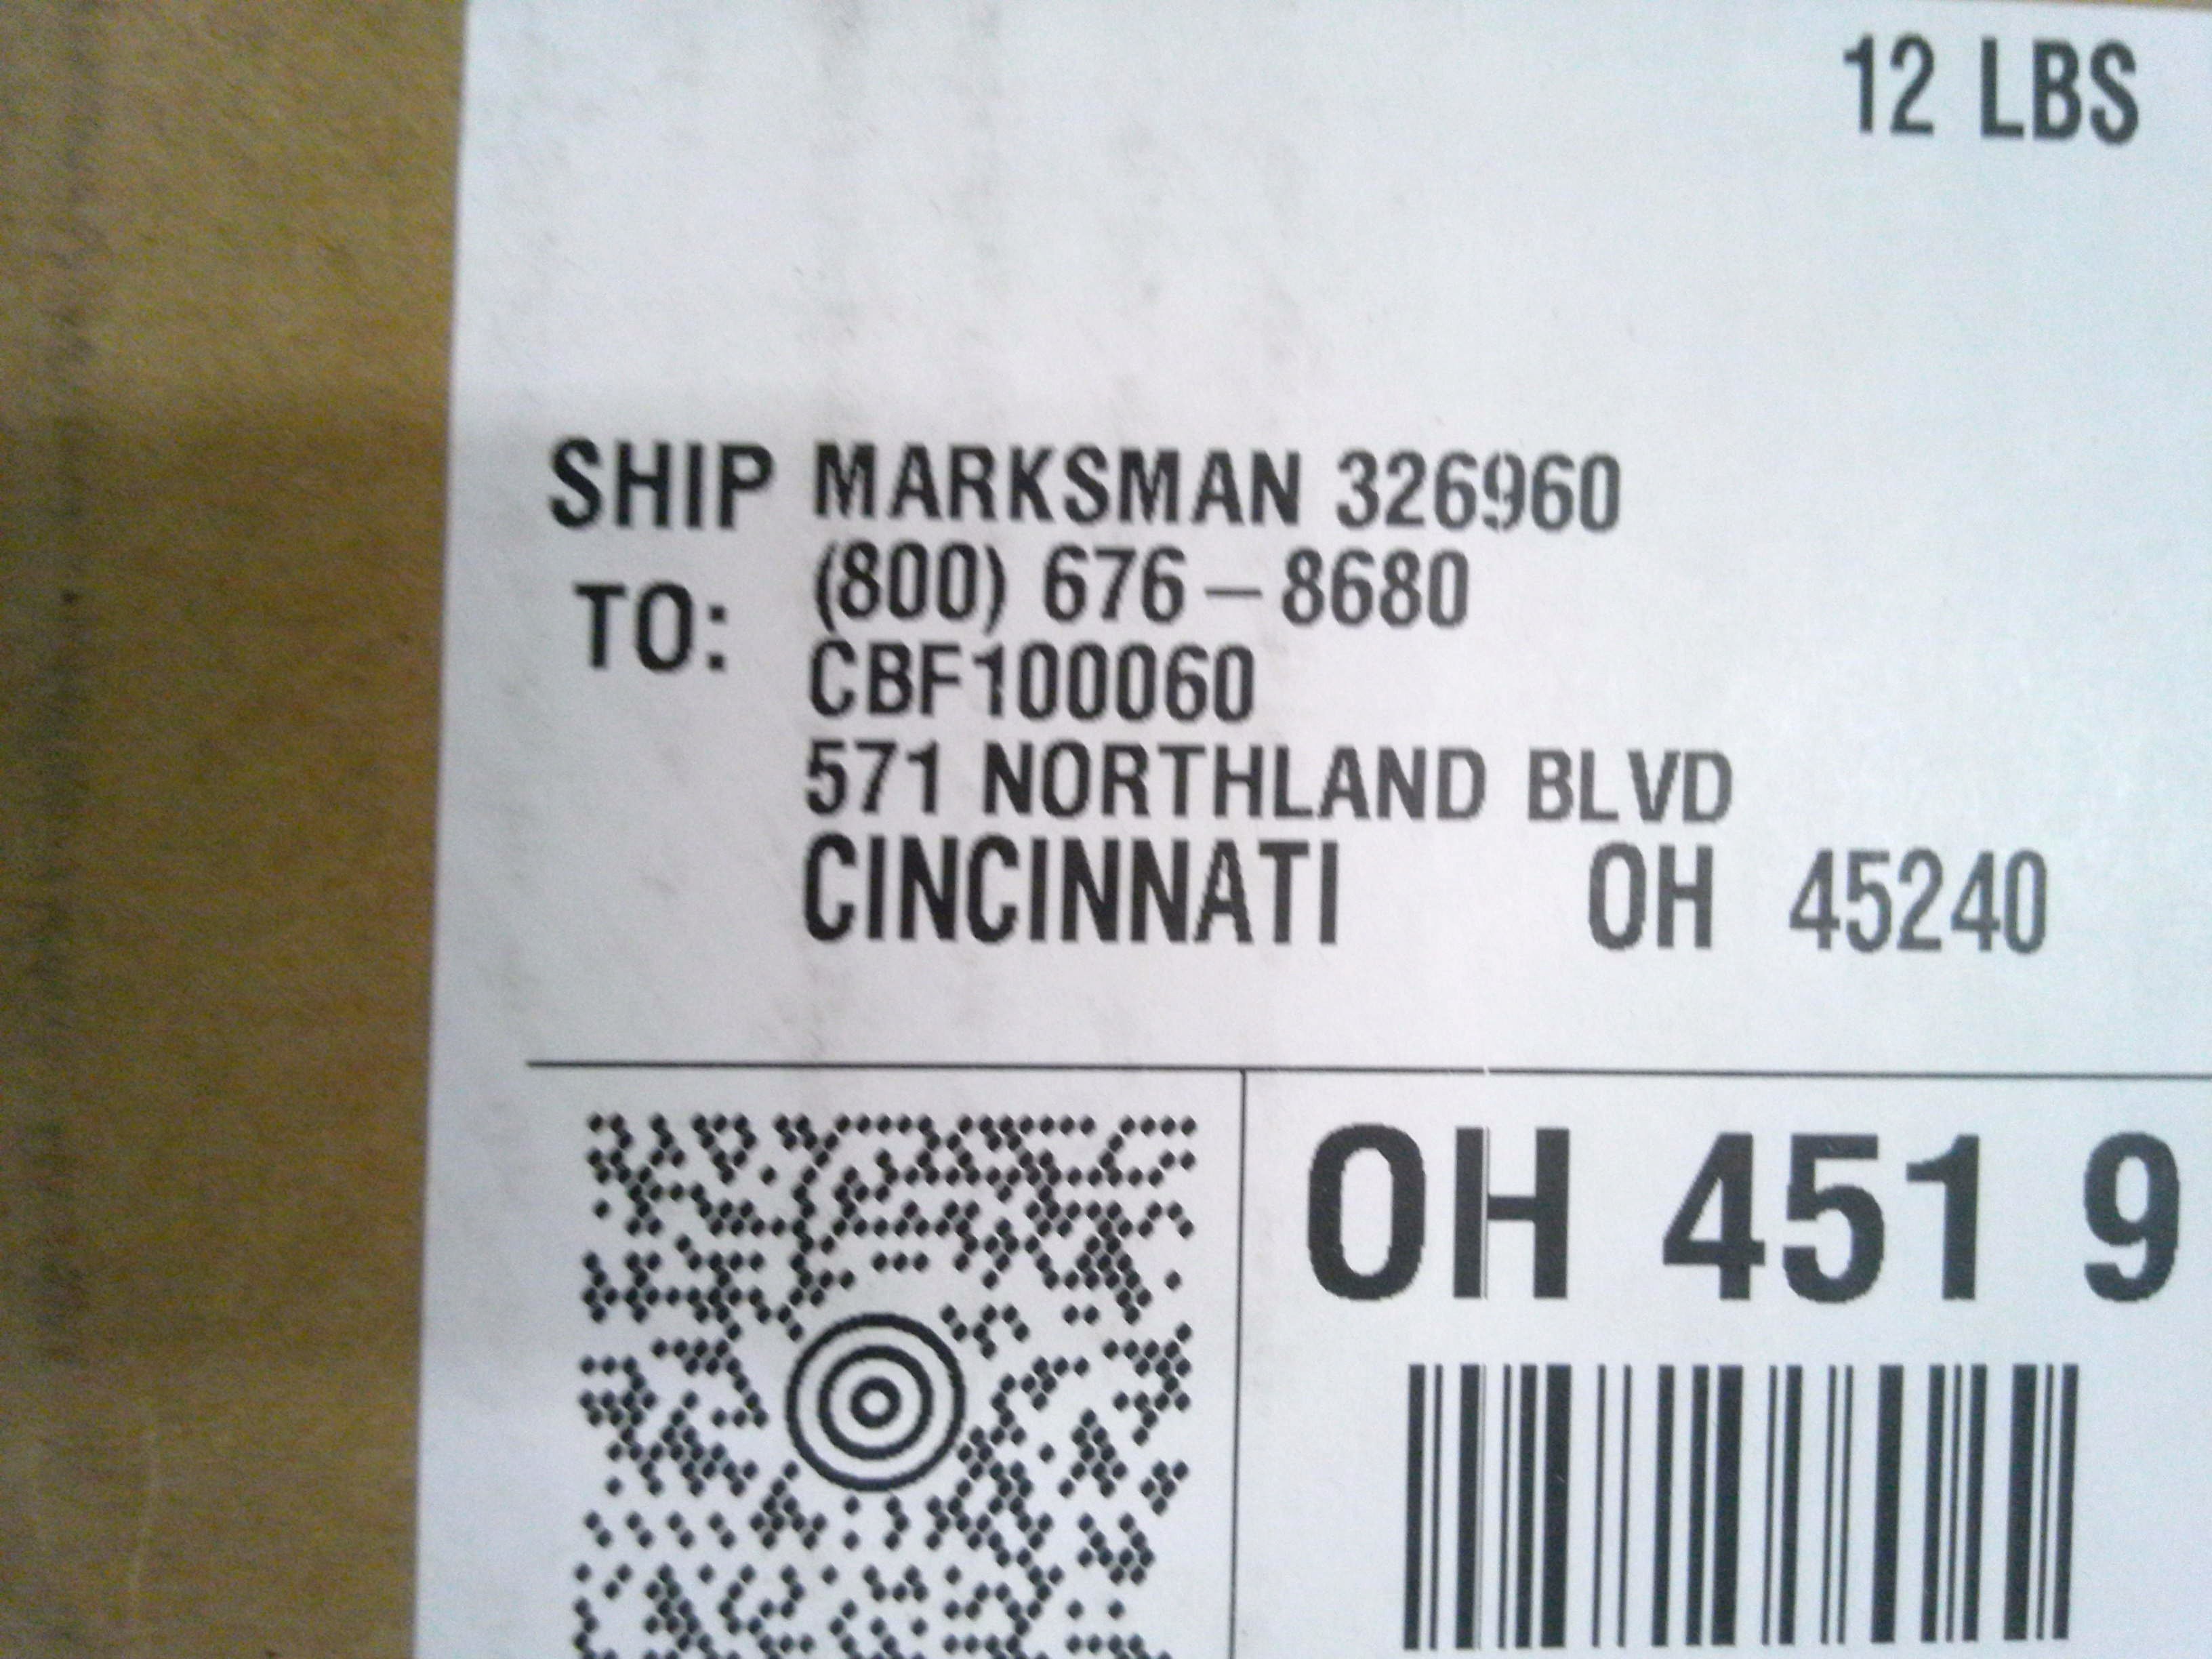 12 LBS
SHIP TO:
MARKSMAN 326960
(800) 676-8680
CBF100060
571 NORTHLAND BLVD
CINCINNATI OH 45240
OH 451 9